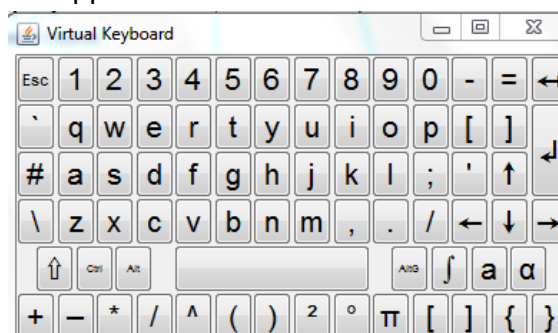 Virtual Keyboard
Esc 1 2 3 4 5 6 7 8 9 0 - = ←
` q w e r t y u i o p [ ] ↲
# a s d f g h j k l ; ' ↑
\ z x c v b n m , . / ← ↓ →
⇧ Ctrl Alt AltG ∫ a α
+ – * / ^ ( ) ² ° π [ ] { }